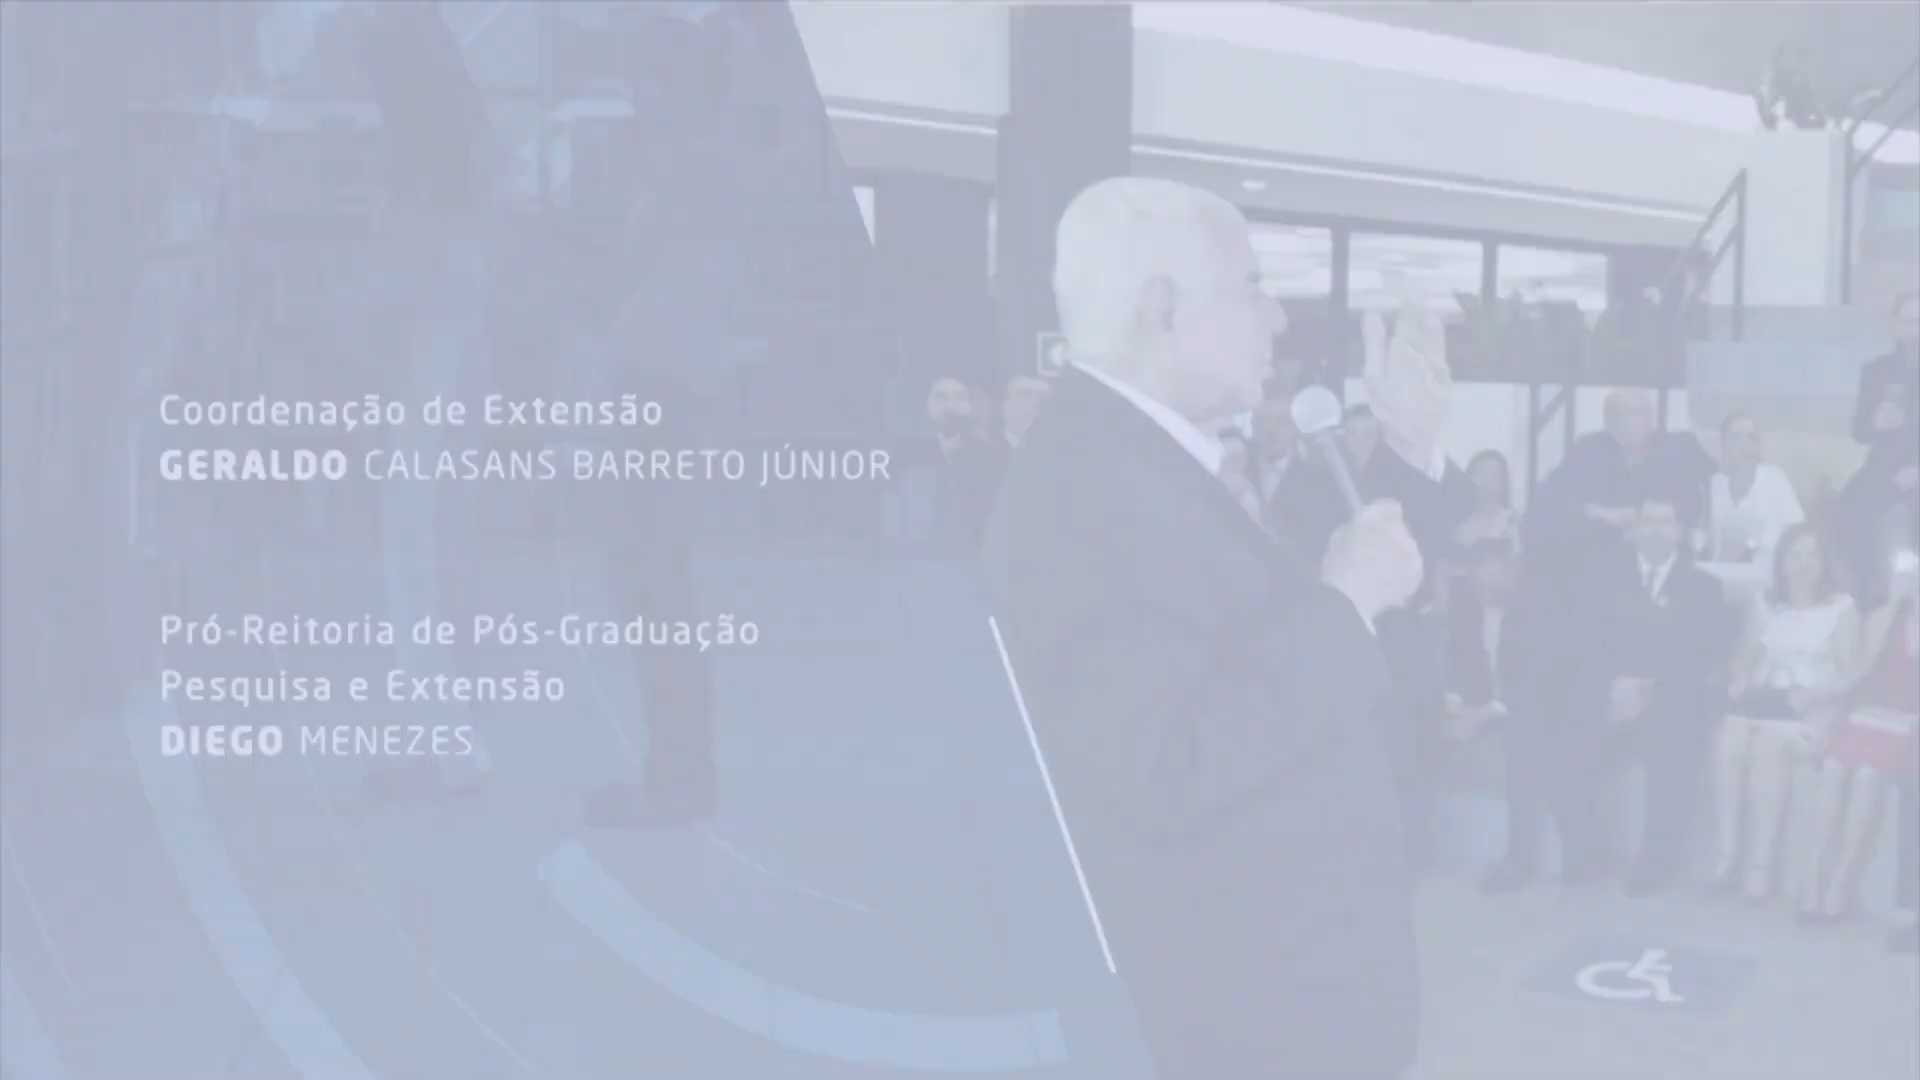 Coordenação de Extensão
GERALDO CALASANS BARRETO JÚNIOR
Pró-Reitoria de Pós-Graduação
Pesquisa e Extensão
DIEGO MENEZES